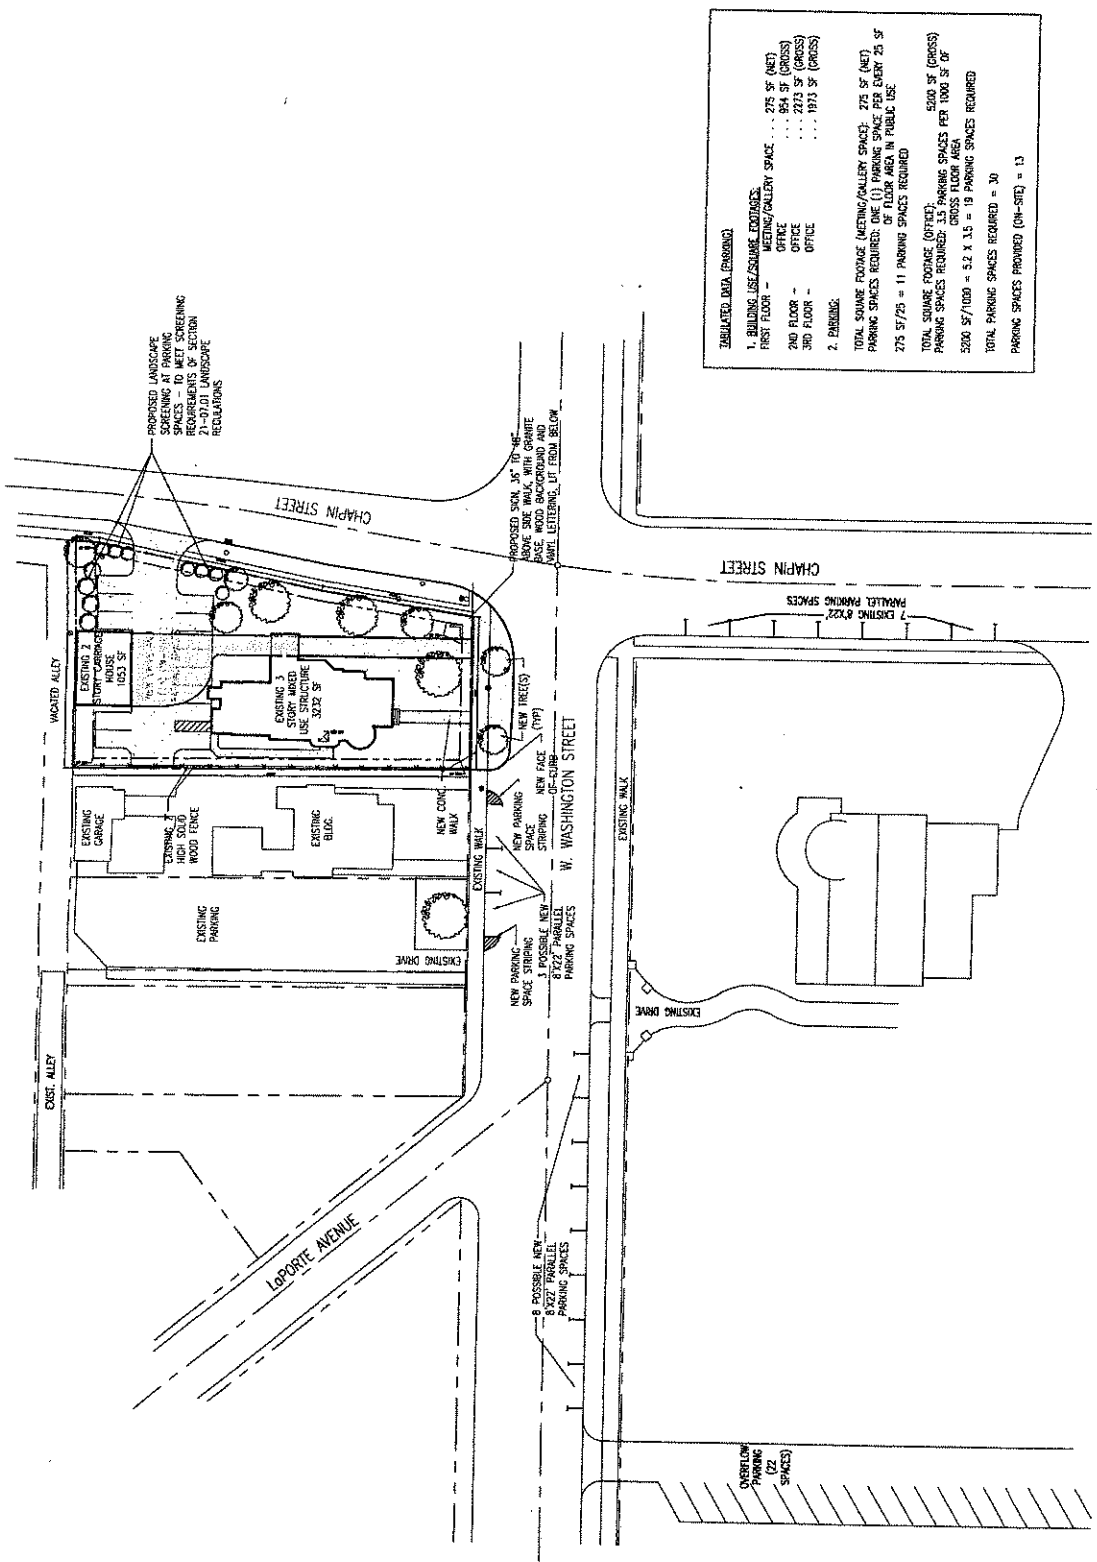 PROPOSED LANDSCAPE
SCREENING AT PARKING
SPACES - TO MEET SCREENING
REQUIREMENTS OF SECTION
21-07.01 LANDSCAPE
REGULATIONS
VACATED ALLEY
EXISTING 2
STORY CARRIAGE
HOUSE
1053 SF
EXISTING 3
STORY MIXED
USE STRUCTURE
3232 SF
CHAPIN STREET
PROPOSED SIGN, 36" TO 48"
ABOVE SIDE WALK, WITH GRANITE
BASE, WOOD BACKGROUND AND
VINYL LETTERING, LIT FROM BELOW
NEW TREE(S)
(TYP)
NEW FACE
OF CURB
NEW PARKING
SPACE
STRIPING
NEW CONC.
WALK
EXISTING WALK
EXISTING
GARAGE
HIGH SOLID
WOOD FENCE
EXISTING
BLDG.
EXISTING
PARKING
EXISTING DRIVE
NEW PARKING
SPACE STRIPING
3 POSSIBLE NEW
8'X22' PARALLEL
PARKING SPACES
W. WASHINGTON STREET
EXIST. ALLEY
LaPORTE AVENUE
8 POSSIBLE NEW
8'X22' PARALLEL
PARKING SPACES
CHAPIN STREET
7 EXISTING 8'X22'
PARALLEL PARKING SPACES
EXISTING WALK
EXISTING DRIVE
OVERFLOW
PARKING
(22
SPACES)
TABULATED DATA (PARKING)
1. BUILDING USE/SQUARE FOOTAGES:
FIRST FLOOR - MEETING/GALLERY SPACE ... 275 SF (NET)
OFFICE ... 954 SF (GROSS)
2ND FLOOR - OFFICE ... 2273 SF (GROSS)
3RD FLOOR - OFFICE ... 1973 SF (GROSS)
2. PARKING:
TOTAL SQUARE FOOTAGE (MEETING/GALLERY SPACE): 275 SF (NET)
PARKING SPACES REQUIRED: ONE (1) PARKING SPACE PER EVERY 25 SF
OF FLOOR AREA IN PUBLIC USE
275 SF/25 = 11 PARKING SPACES REQUIRED
TOTAL SQUARE FOOTAGE (OFFICE): 5200 SF (GROSS)
PARKING SPACES REQUIRED: 3.5 PARKING SPACES PER 1000 SF OF
GROSS FLOOR AREA
5200 SF/1000 = 5.2 X 3.5 = 19 PARKING SPACES REQUIRED
TOTAL PARKING SPACES REQUIRED = 30
PARKING SPACES PROVIDED (ON-SITE) = 13